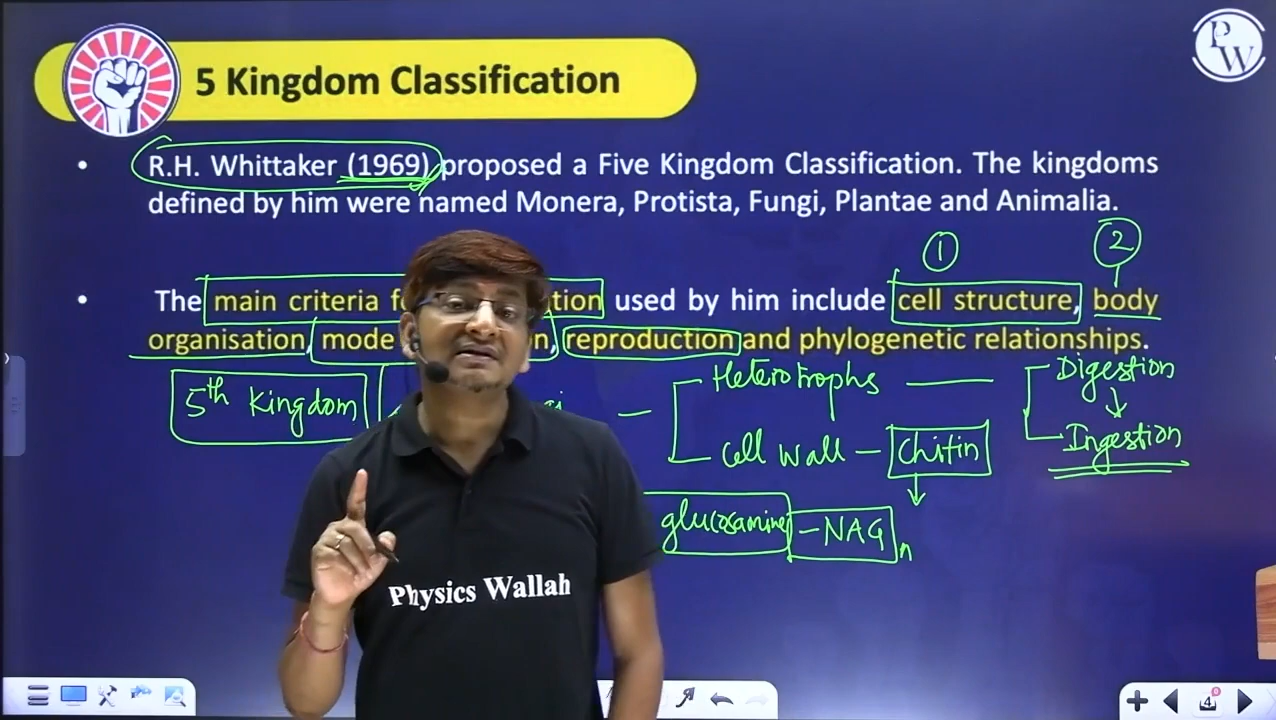 5 Kingdom Classification
PW
• R.H. Whittaker (1969) proposed a Five Kingdom Classification. The kingdoms
defined by him were named Monera, Protista, Fungi, Plantae and Animalia.
1 2
• The main criteria f tion used by him include cell structure, body
organisation, mode n, reproduction and phylogenetic relationships.
5th Kingdom
Heterotrophs
Digestion
Cell Wall – Chitin
Ingestion
glucosamine – NAG n
Physics Wallah
4